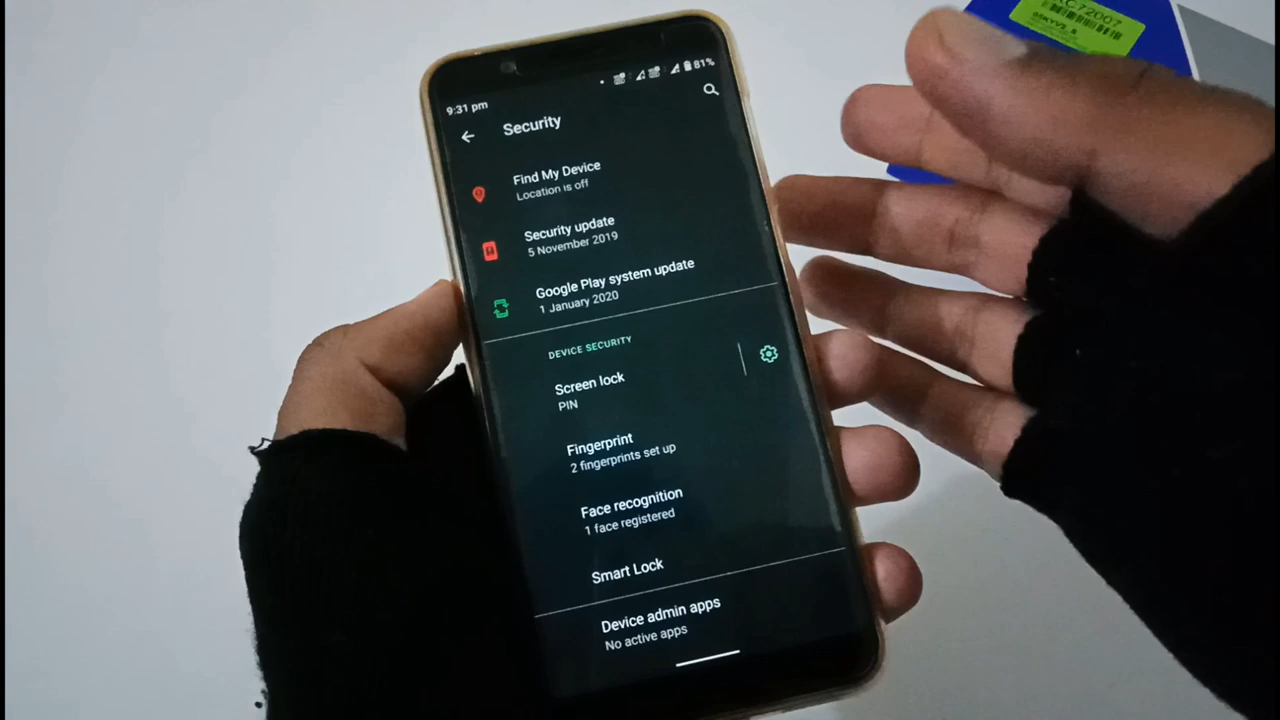 9:31 pm
81%
Security
Find My Device
Location is off
Security update
5 November 2019
Google Play system update
1 January 2020
DEVICE SECURITY
Screen lock
PIN
Fingerprint
2 fingerprints set up
Face recognition
1 face registered
Smart Lock
Device admin apps
No active apps